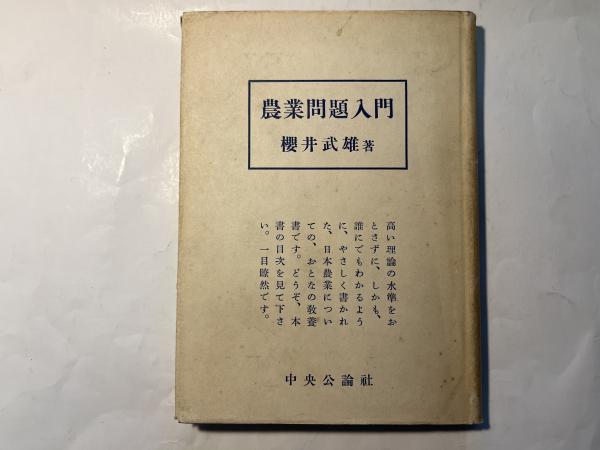 農業問題入門
櫻井武雄著
高い理論の水準をお
とさずに、しかも、
誰にでもわかるよう
に、やさしく書かれ
た、日本農業につい
ての、おとなの教養
書です。どうぞ、本
書の目次を見て下さ
い。一目瞭然です。
中央公論社